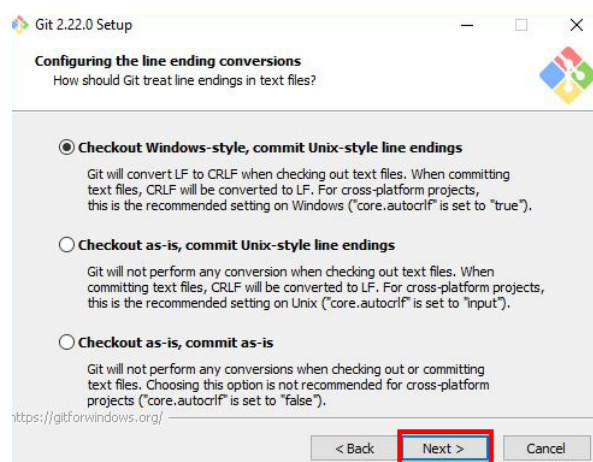 Git 2.22.0 Setup
Configuring the line ending conversions
How should Git treat line endings in text files?
Checkout Windows-style, commit Unix-style line endings
Git will convert LF to CRLF when checking out text files. When committing
text files, CRLF will be converted to LF. For cross-platform projects,
this is the recommended setting on Windows ("core.autocrlf" is set to "true").
Checkout as-is, commit Unix-style line endings
Git will not perform any conversion when checking out text files. When
committing text files, CRLF will be converted to LF. For cross-platform projects,
this is the recommended setting on Unix ("core.autocrlf" is set to "input").
Checkout as-is, commit as-is
Git will not perform any conversions when checking out or committing
text files. Choosing this option is not recommended for cross-platform
projects ("core.autocrlf" is set to "false").
https://gitforwindows.org/
< Back Next > Cancel